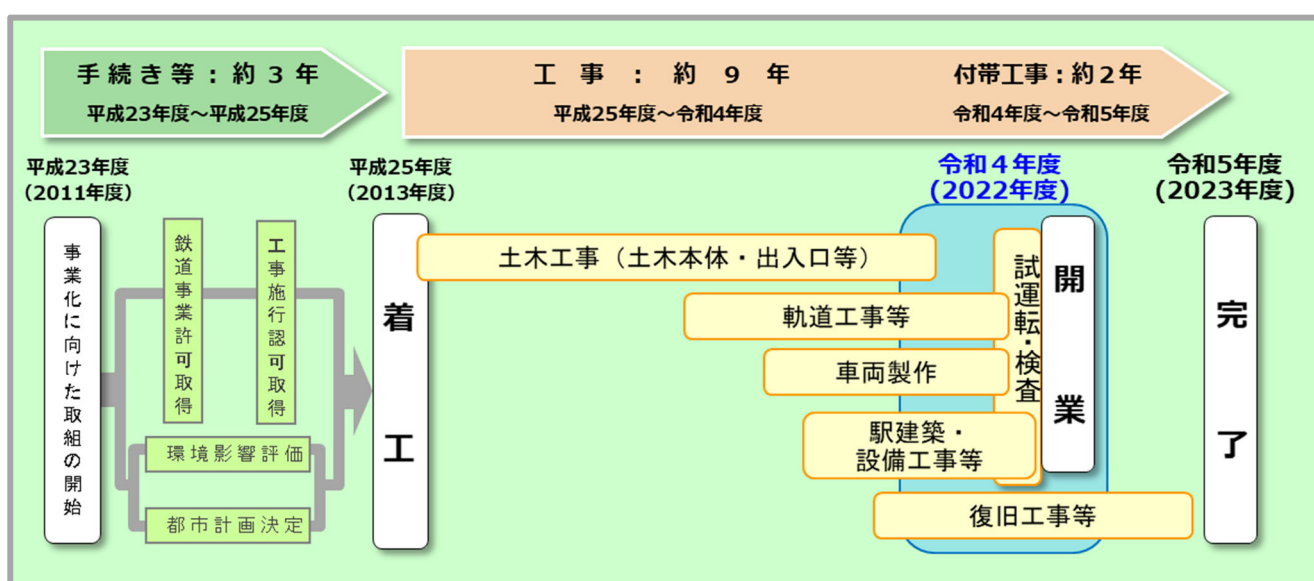 手続き等：約３年
平成23年度～平成25年度
工事：約９年
平成25年度～令和4年度
付帯工事：約２年
令和4年度～令和5年度
平成23年度
（2011年度）
平成25年度
（2013年度）
令和４年度
（2022年度）
令和5年度
（2023年度）
事業化に向けた取組の開始
鉄道事業許可取得
工事施行認可取得
環境影響評価
都市計画決定
着工
土木工事（土木本体・出入口等）
軌道工事等
車両製作
駅建築・
設備工事等
試運転・検査
開業
復旧工事等
完了